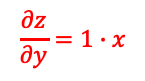 ∂z/∂y = 1 · x